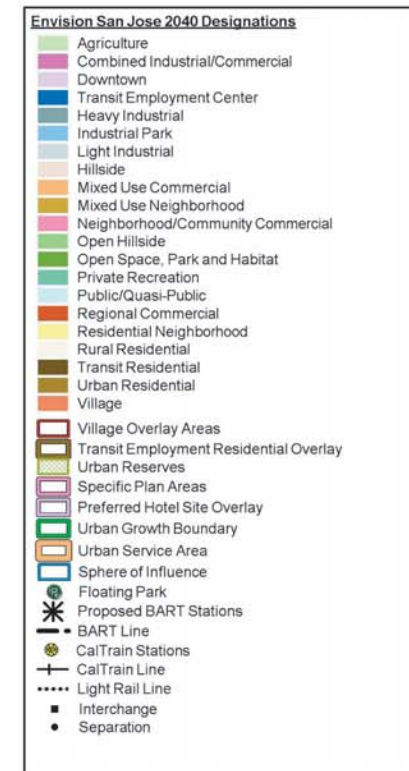 Envision San Jose 2040 Designations
Agriculture
Combined Industrial/Commercial
Downtown
Transit Employment Center
Heavy Industrial
Industrial Park
Light Industrial
Hillside
Mixed Use Commercial
Mixed Use Neighborhood
Neighborhood/Community Commercial
Open Hillside
Open Space, Park and Habitat
Private Recreation
Public/Quasi-Public
Regional Commercial
Residential Neighborhood
Rural Residential
Transit Residential
Urban Residential
Village
Village Overlay Areas
Transit Employment Residential Overlay
Urban Reserves
Specific Plan Areas
Preferred Hotel Site Overlay
Urban Growth Boundary
Urban Service Area
Sphere of Influence
Floating Park
Proposed BART Stations
BART Line
CalTrain Stations
CalTrain Line
Light Rail Line
Interchange
Separation